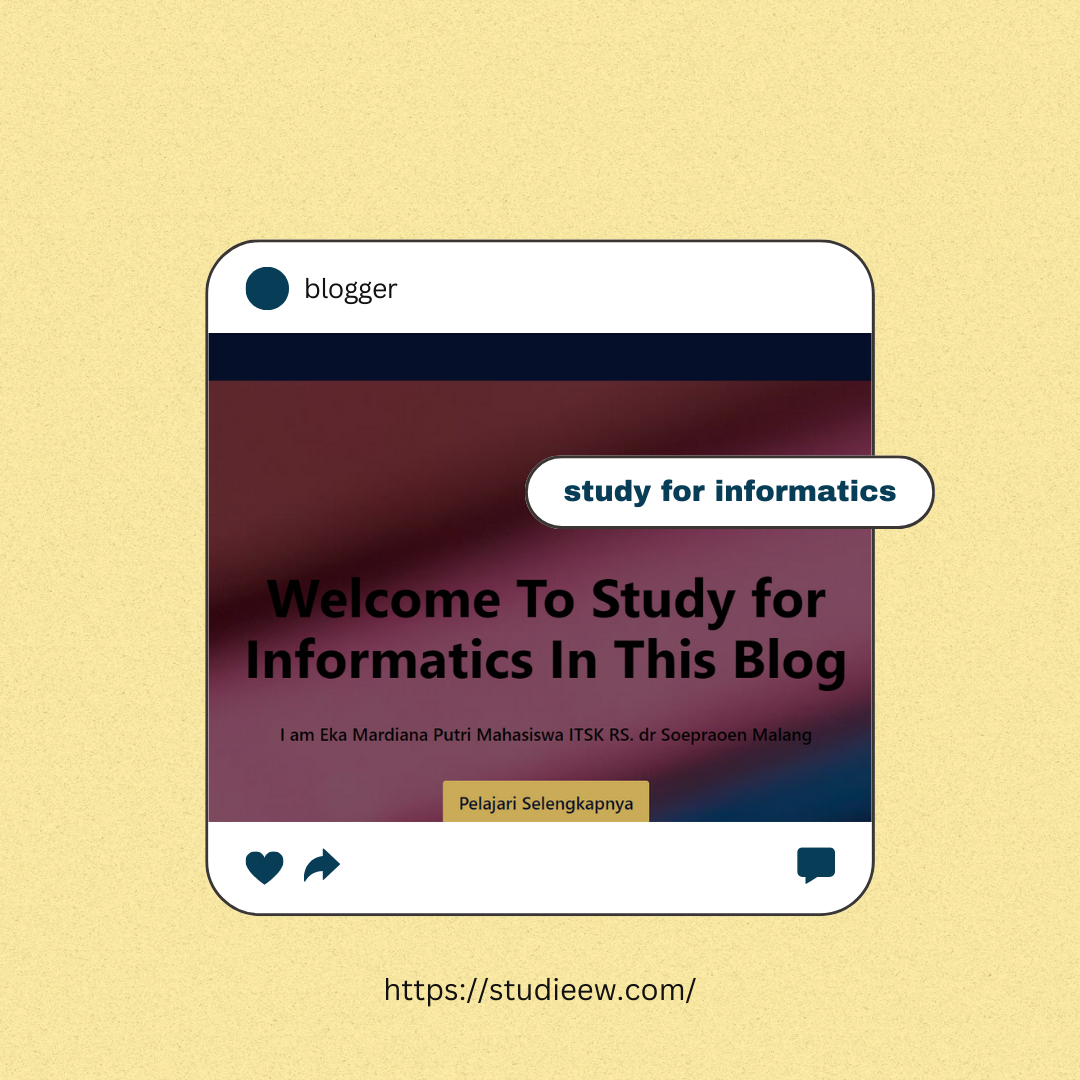 blogger
study for informatics
Welcome To Study for
Informatics In This Blog
I am Eka Mardiana Putri Mahasiswa ITSK RS. dr Soepraoen Malang
Pelajari Selengkapnya
https://studieew.com/